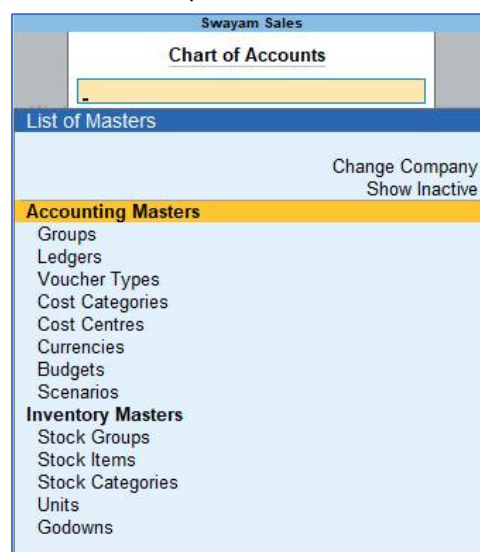 Swayam Sales
Chart of Accounts
List of Masters
Change Company
Show Inactive
Accounting Masters
Groups
Ledgers
Voucher Types
Cost Categories
Cost Centres
Currencies
Budgets
Scenarios
Inventory Masters
Stock Groups
Stock Items
Stock Categories
Units
Godowns